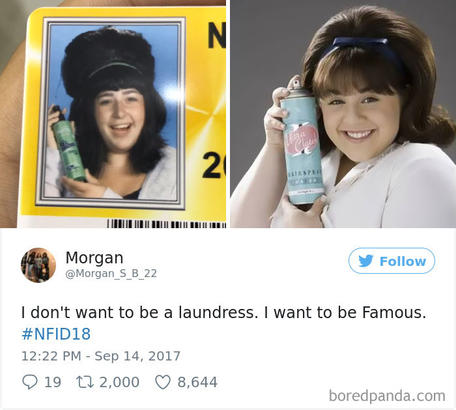 N
20
Morgan
@Morgan_S_B_22
Follow
I don't want to be a laundress. I want to be Famous.
#NFID18
12:22 PM - Sep 14, 2017
19 2,000 8,644
boredpanda.com